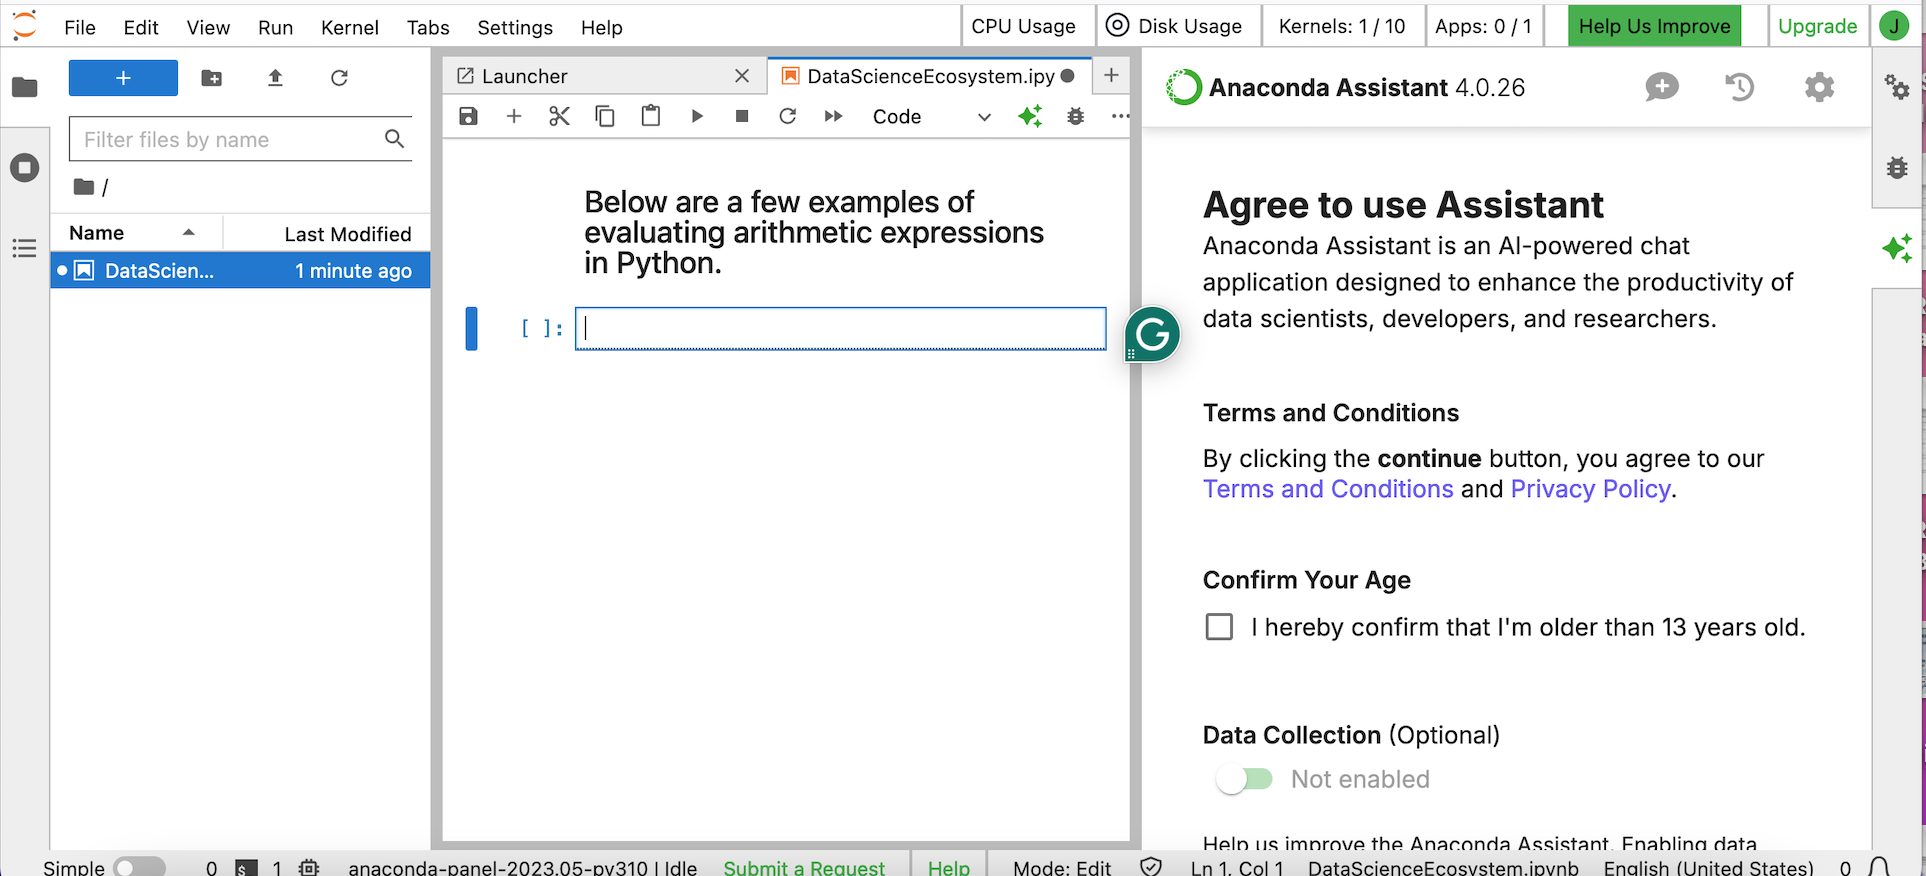 File Edit View Run Kernel Tabs Settings Help CPU Usage Disk Usage Kernels: 1 / 10 Apps: 0 / 1 Help Us Improve Upgrade J
+
Filter files by name
/
Name Last Modified
DataScien... 1 minute ago
Launcher DataScienceEcosystem.ipy
Code
Below are a few examples of
evaluating arithmetic expressions
in Python.
[ ]:
G
Anaconda Assistant 4.0.26
Agree to use Assistant
Anaconda Assistant is an AI-powered chat
application designed to enhance the productivity of
data scientists, developers, and researchers.
Terms and Conditions
By clicking the continue button, you agree to our
Terms and Conditions and Privacy Policy.
Confirm Your Age
I hereby confirm that I'm older than 13 years old.
Data Collection (Optional)
Not enabled
Help us improve the Anaconda Assistant. Enabling data
Simple 0 $ 1 anaconda-panel-2023.05-py310 | Idle Submit a Request Help Mode: Edit Ln 1, Col 1 DataScienceEcosystem.ipynb English (United States) 0